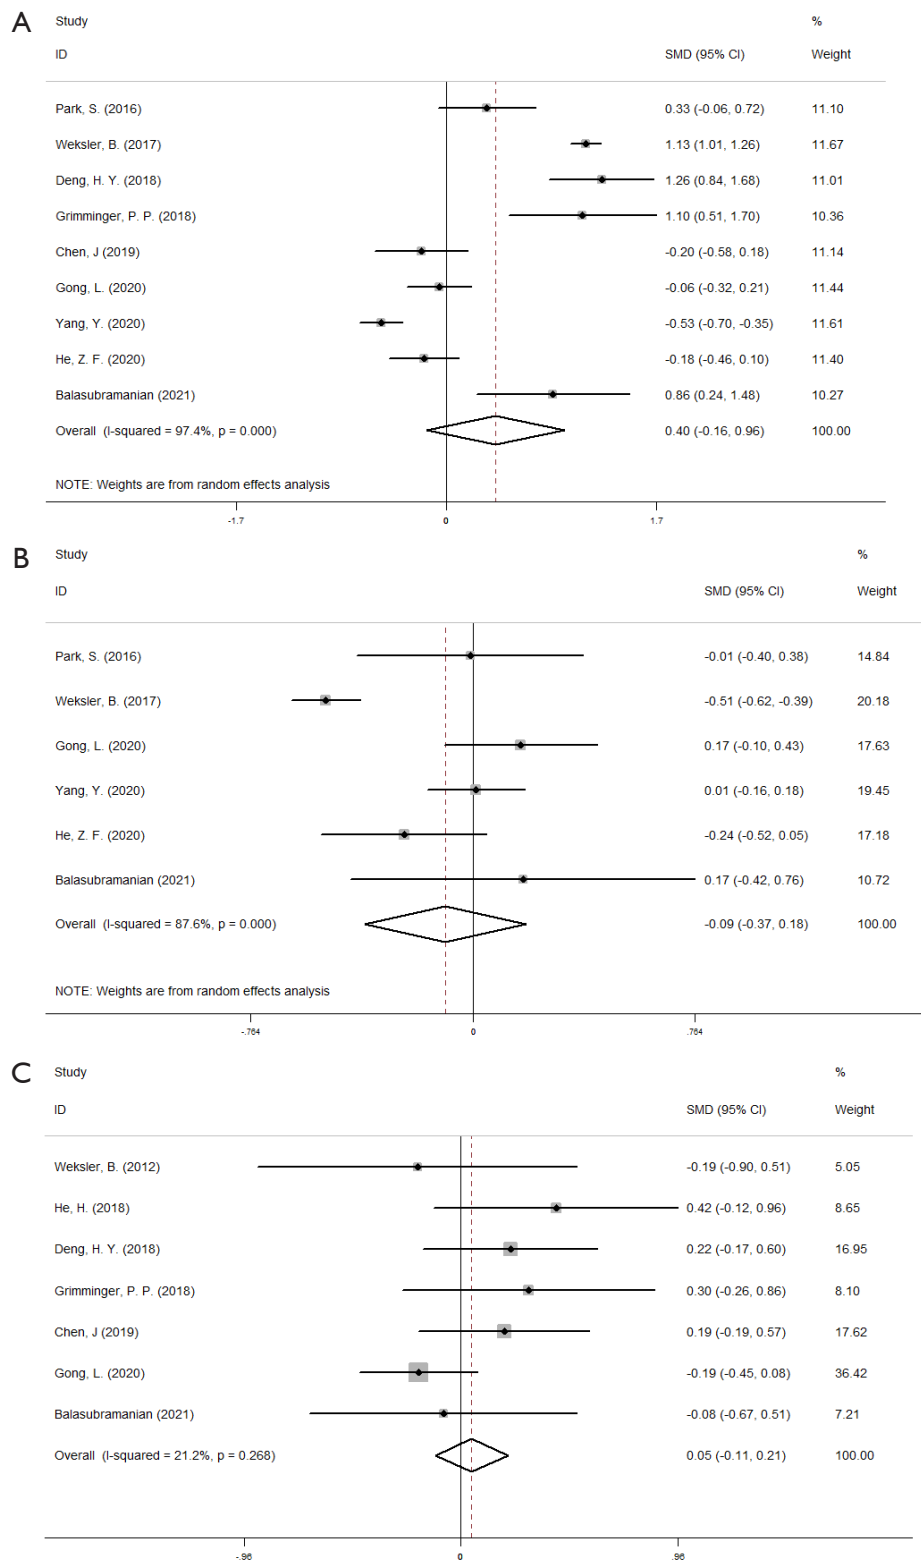 A
Study %
ID SMD (95% CI) Weight
Park, S. (2016) 0.33 (-0.06, 0.72) 11.10
Weksler, B. (2017) 1.13 (1.01, 1.26) 11.67
Deng, H. Y. (2018) 1.26 (0.84, 1.68) 11.01
Grimminger, P. P. (2018) 1.10 (0.51, 1.70) 10.36
Chen, J (2019) -0.20 (-0.58, 0.18) 11.14
Gong, L. (2020) -0.06 (-0.32, 0.21) 11.44
Yang, Y. (2020) -0.53 (-0.70, -0.35) 11.61
He, Z. F. (2020) -0.18 (-0.46, 0.10) 11.40
Balasubramanian (2021) 0.86 (0.24, 1.48) 10.27
Overall (I-squared = 97.4%, p = 0.000) 0.40 (-0.16, 0.96) 100.00
NOTE: Weights are from random effects analysis
-1.7 0 1.7
B
Study %
ID SMD (95% CI) Weight
Park, S. (2016) -0.01 (-0.40, 0.38) 14.84
Weksler, B. (2017) -0.51 (-0.62, -0.39) 20.18
Gong, L. (2020) 0.17 (-0.10, 0.43) 17.63
Yang, Y. (2020) 0.01 (-0.16, 0.18) 19.45
He, Z. F. (2020) -0.24 (-0.52, 0.05) 17.18
Balasubramanian (2021) 0.17 (-0.42, 0.76) 10.72
Overall (I-squared = 87.6%, p = 0.000) -0.09 (-0.37, 0.18) 100.00
NOTE: Weights are from random effects analysis
-.764 0 .764
C
Study %
ID SMD (95% CI) Weight
Weksler, B. (2012) -0.19 (-0.90, 0.51) 5.05
He, H. (2018) 0.42 (-0.12, 0.96) 8.65
Deng, H. Y. (2018) 0.22 (-0.17, 0.60) 16.95
Grimminger, P. P. (2018) 0.30 (-0.26, 0.86) 8.10
Chen, J (2019) 0.19 (-0.19, 0.57) 17.62
Gong, L. (2020) -0.19 (-0.45, 0.08) 36.42
Balasubramanian (2021) -0.08 (-0.67, 0.51) 7.21
Overall (I-squared = 21.2%, p = 0.268) 0.05 (-0.11, 0.21) 100.00
-.96 0 .96